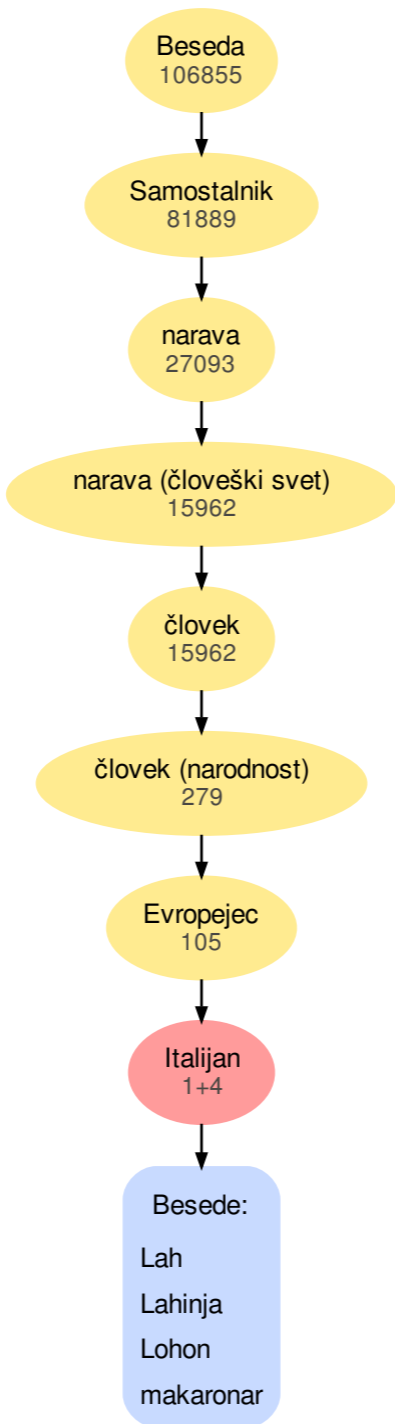 Beseda
106855
Samostalnik
81889
narava
27093
narava (človeški svet)
15962
človek
15962
človek (narodnost)
279
Evropejec
105
Italijan
1+4
Besede:
Lah
Lahinja
Lohon
makaronar